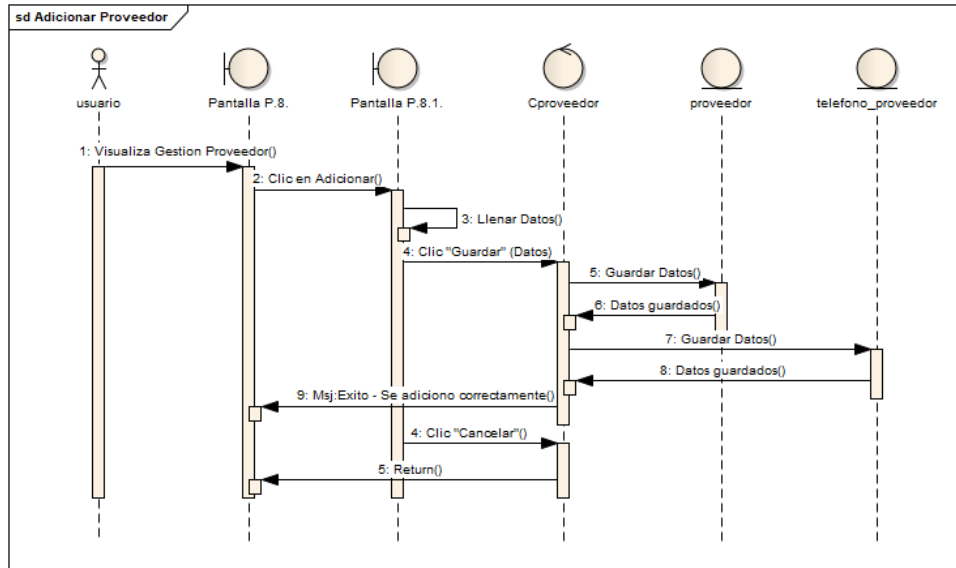 sd Adicionar Proveedor
usuario
Pantalla P.8.
Pantalla P.8.1.
Cproveedor
proveedor
telefono_proveedor
1: Visualiza Gestion Proveedor()
2: Clic en Adicionar()
3: Llenar Datos()
4: Clic "Guardar" (Datos)
5: Guardar Datos()
6: Datos guardados()
7: Guardar Datos()
8: Datos guardados()
9: Msj:Exito - Se adiciono correctamente()
4: Clic "Cancelar"()
5: Return()